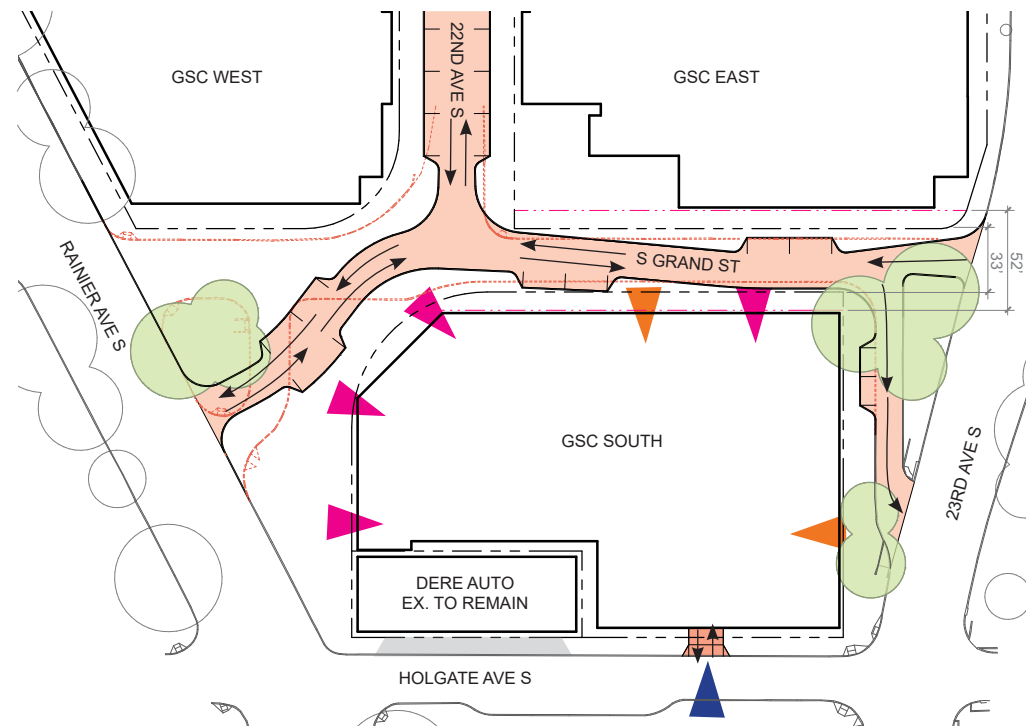 GSC WEST
22ND AVE S
GSC EAST
RAINIER AVE S
S GRAND ST
52'
33'
GSC SOUTH
23RD AVE S
DERE AUTO
EX. TO REMAIN
HOLGATE AVE S